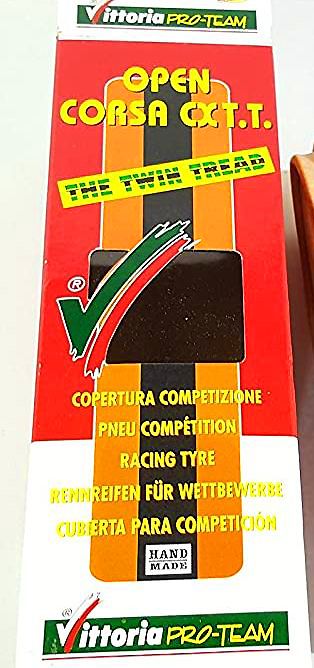 Vittoria PRO-TEAM
OPEN
CORSA CX T.T.
THE TWIN TREAD
®
COPERTURA COMPETIZIONE
PNEU COMPÉTITION
RACING TYRE
RENNREIFEN FÜR WETTBEWERBE
CUBIERTA PARA COMPETICIÓN
HAND
MADE
®
Vittoria PRO-TEAM